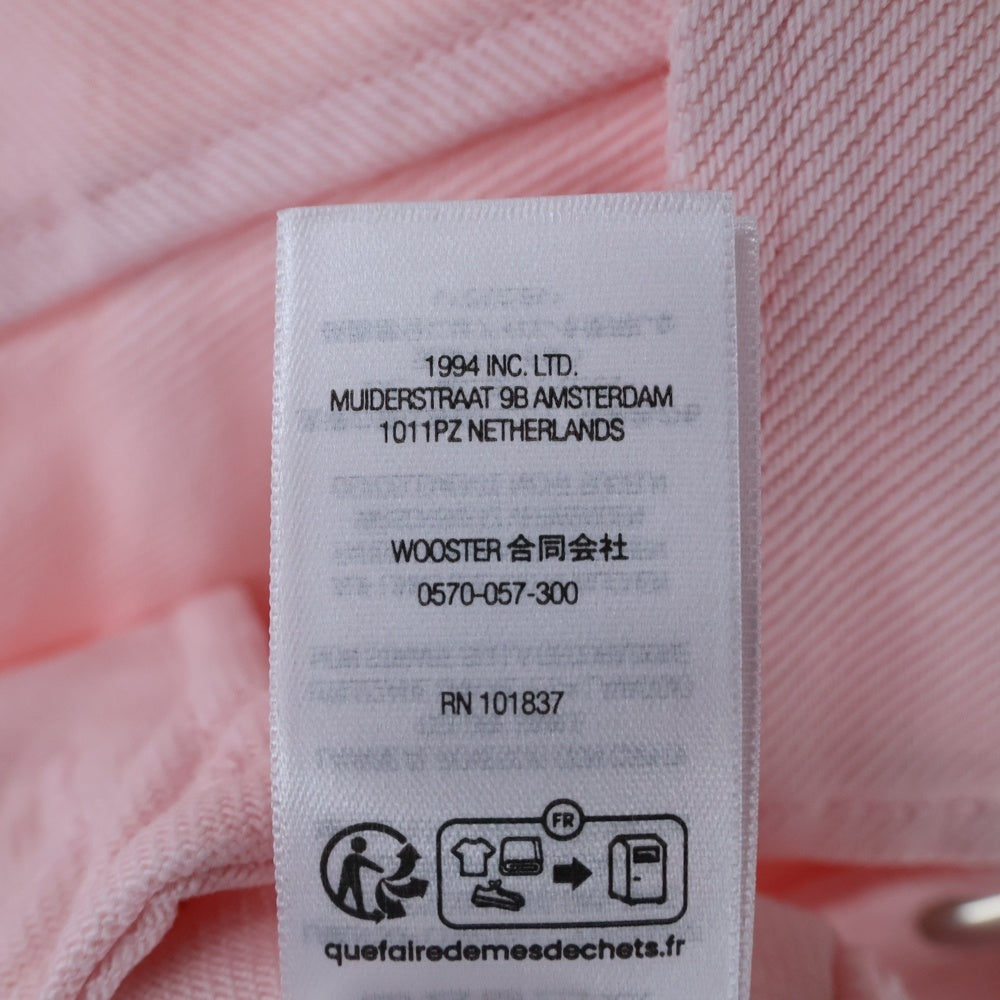 1994 INC. LTD.
MUIDERSTRAAT 9B AMSTERDAM
1011PZ NETHERLANDS
WOOSTER 合同会社
0570-057-300
RN 101837
FR
quefairedemesdechets.fr